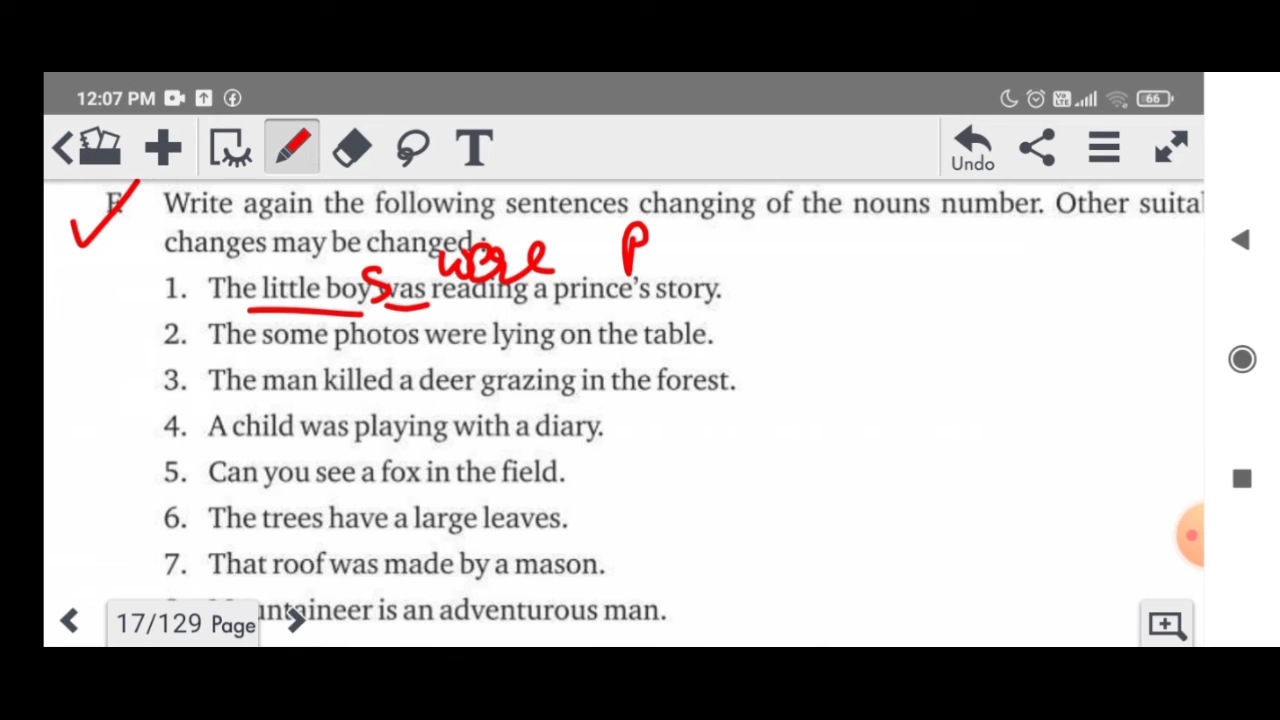 12:07 PM
66
Undo
F. Write again the following sentences changing of the nouns number. Other suita
changes may be changed :
were P
1. The little boy s was reading a prince's story.
2. The some photos were lying on the table.
3. The man killed a deer grazing in the forest.
4. A child was playing with a diary.
5. Can you see a fox in the field.
6. The trees have a large leaves.
7. That roof was made by a mason.
untaineer is an adventurous man.
17/129 Page